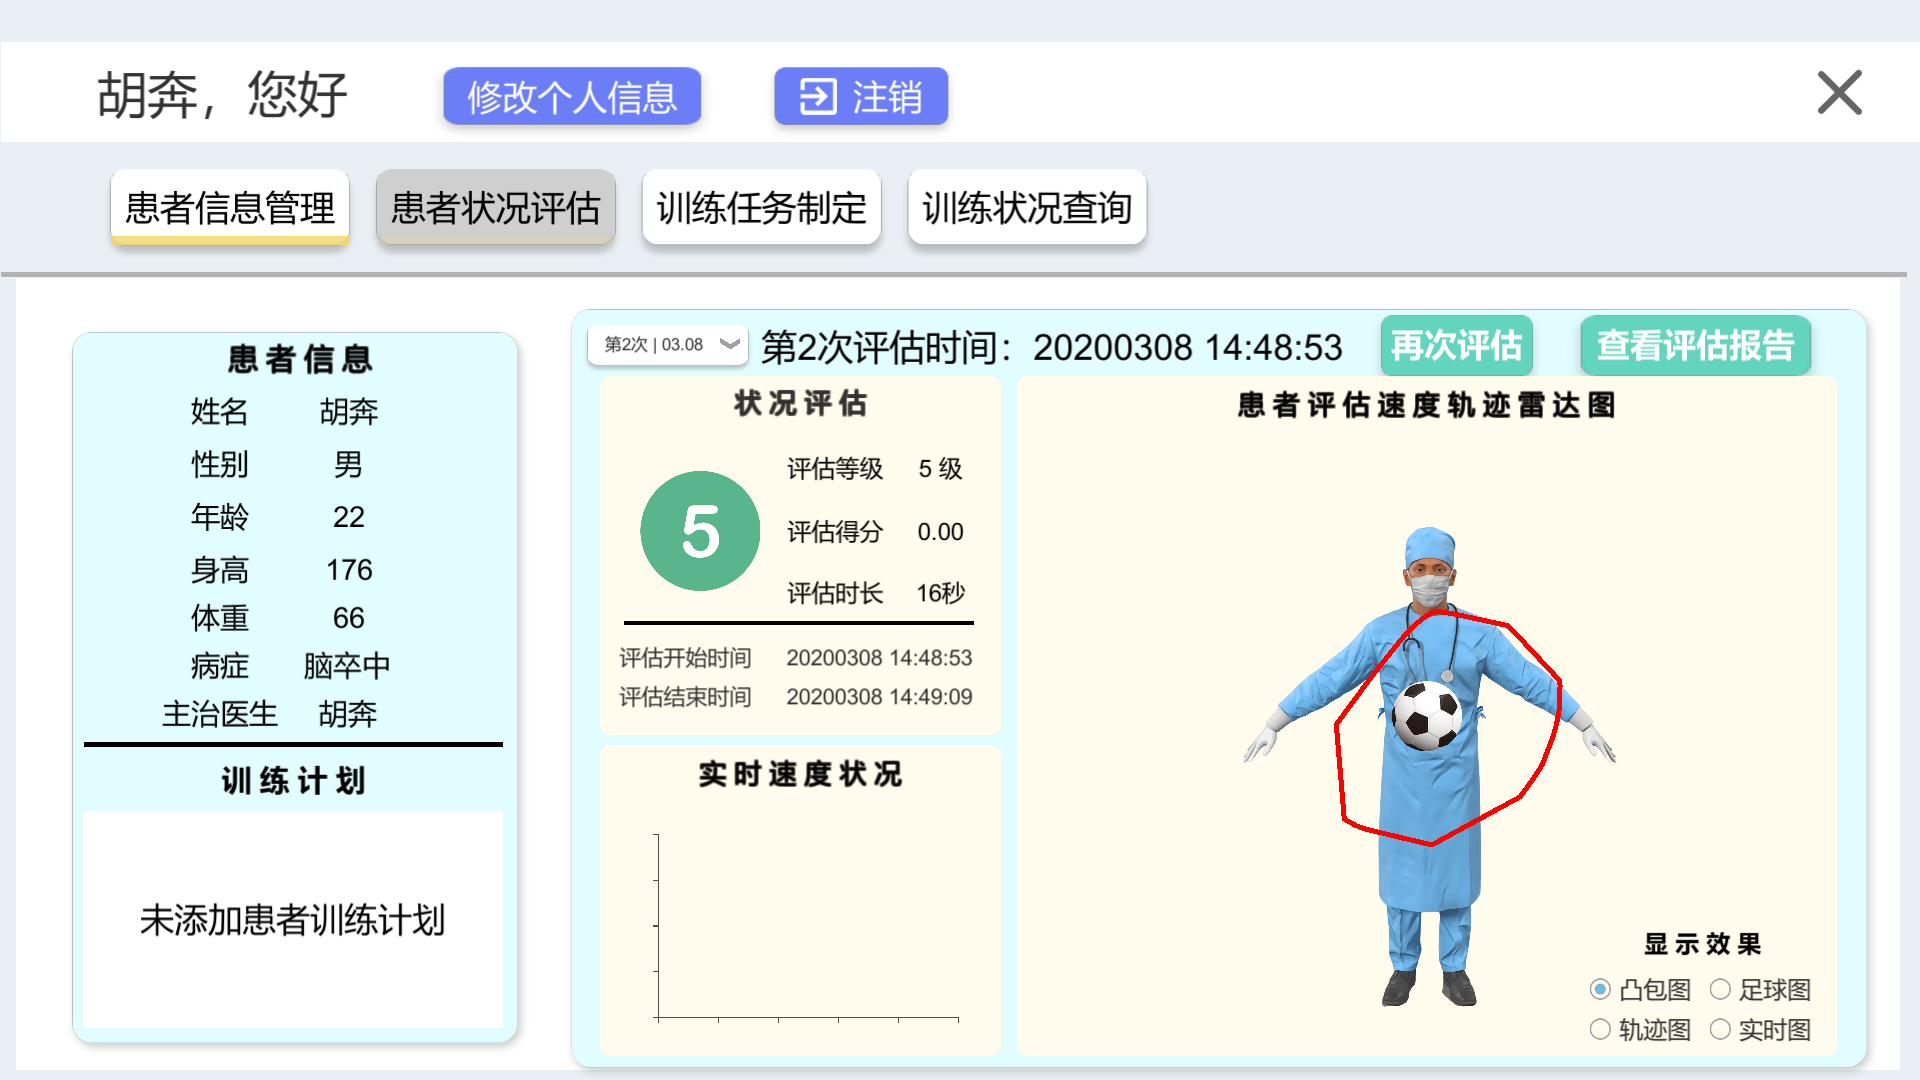 胡奔，您好
修改个人信息
注销
患者信息管理
患者状况评估
训练任务制定
训练状况查询
患者信息
姓名 胡奔
性别 男
年龄 22
身高 176
体重 66
病症 脑卒中
主治医生 胡奔
训练计划
未添加患者训练计划
第2次 | 03.08
第2次评估时间：20200308 14:48:53
再次评估
查看评估报告
状况评估
5
评估等级 5 级
评估得分 0.00
评估时长 16秒
评估开始时间 20200308 14:48:53
评估结束时间 20200308 14:49:09
实时速度状况
患者评估速度轨迹雷达图
显示效果
凸包图 足球图
轨迹图 实时图